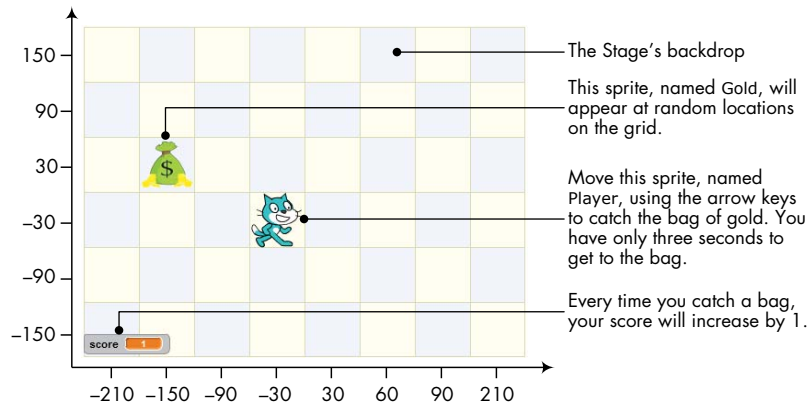 150
The Stage's backdrop
This sprite, named Gold, will
appear at random locations
on the grid.
90
$
30
Move this sprite, named
Player, using the arrow keys
to catch the bag of gold. You
have only three seconds to
get to the bag.
–30
–90
Every time you catch a bag,
your score will increase by 1.
–150
score 1
–210 –150 –90 –30 30 60 90 210